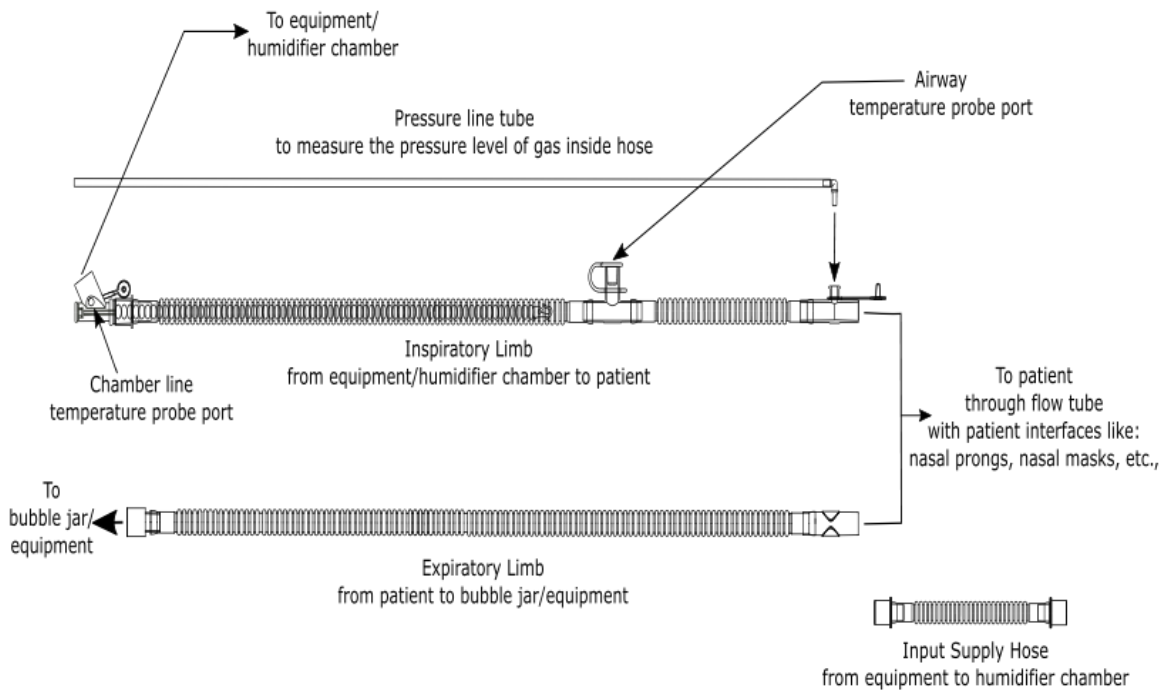 To equipment/
humidifier chamber
Airway
temperature probe port
Pressure line tube
to measure the pressure level of gas inside hose
Inspiratory Limb
from equipment/humidifier chamber to patient
Chamber line
temperature probe port
To patient
through flow tube
with patient interfaces like:
nasal prongs, nasal masks, etc.,
To
bubble jar/
equipment
Expiratory Limb
from patient to bubble jar/equipment
Input Supply Hose
from equipment to humidifier chamber